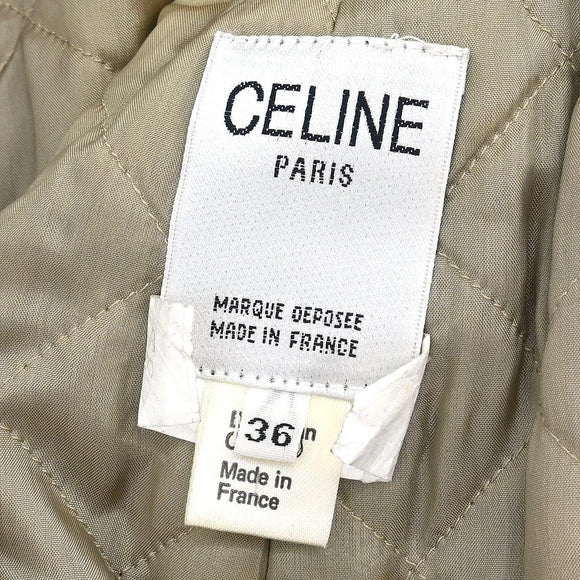 CELINE
PARIS
MARQUE DEPOSEE
MADE IN FRANCE
36
Made in
France